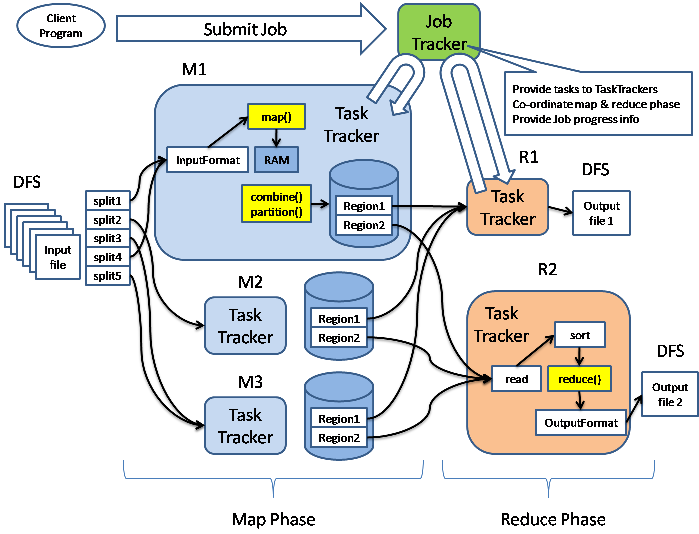 Client
Program
Submit Job
Job
Tracker
Provide tasks to TaskTrackers
Co-ordinate map & reduce phase
Provide Job progress info
M1
Task
Tracker
map()
InputFormat
RAM
combine()
partition()
Region1
Region2
DFS
Input
file
split1
split2
split3
split4
split5
M2
Task
Tracker
Region1
Region2
M3
Task
Tracker
Region1
Region2
R1
Task
Tracker
DFS
Output
file 1
R2
Task
Tracker
sort
read
reduce()
OutputFormat
DFS
Output
file 2
Map Phase
Reduce Phase